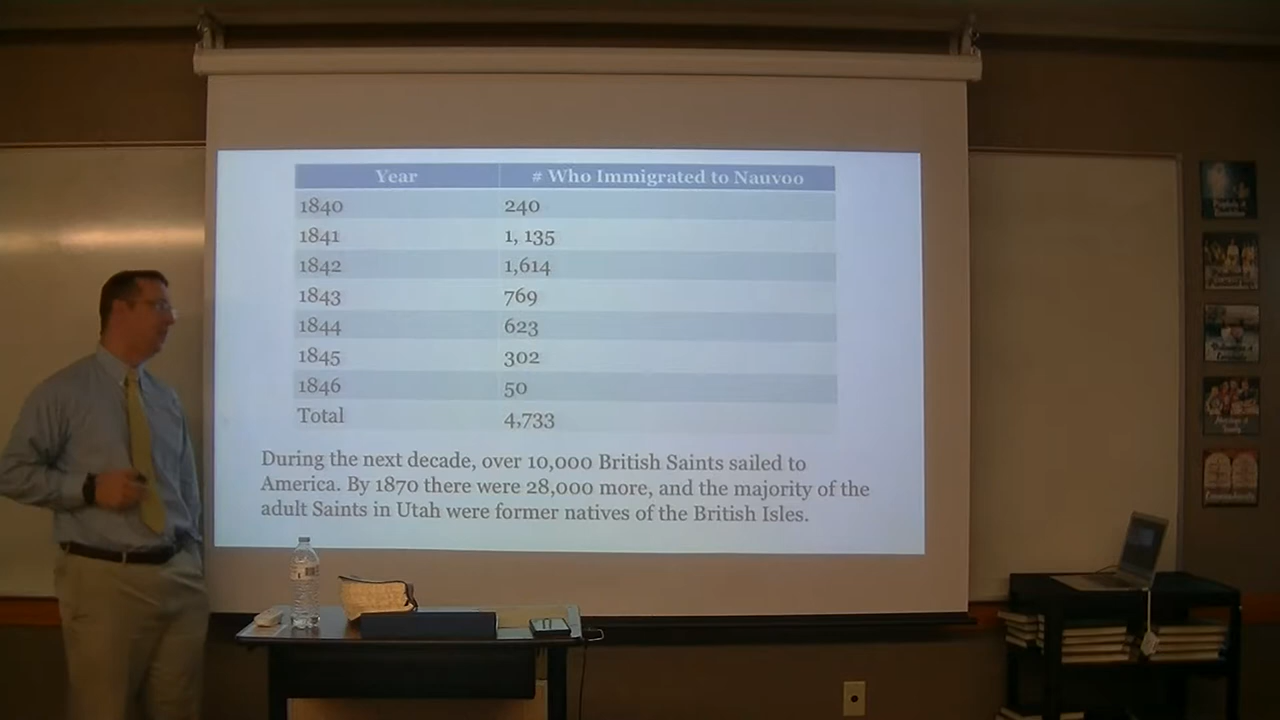 Year # Who Immigrated to Nauvoo
1840 240
1841 1, 135
1842 1,614
1843 769
1844 623
1845 302
1846 50
Total 4,733
During the next decade, over 10,000 British Saints sailed to
America. By 1870 there were 28,000 more, and the majority of the
adult Saints in Utah were former natives of the British Isles.